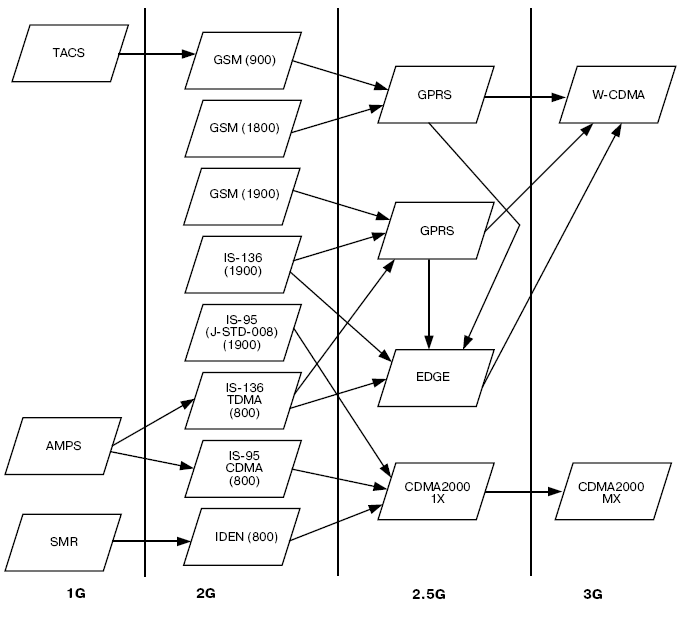 TACS
GSM (900)
GPRS
W-CDMA
GSM (1800)
GSM (1900)
GPRS
IS-136
(1900)
IS-95
(J-STD-008)
(1900)
EDGE
IS-136
TDMA
(800)
AMPS
IS-95
CDMA
(800)
CDMA2000
1X
CDMA2000
MX
SMR
IDEN (800)
1G
2G
2.5G
3G